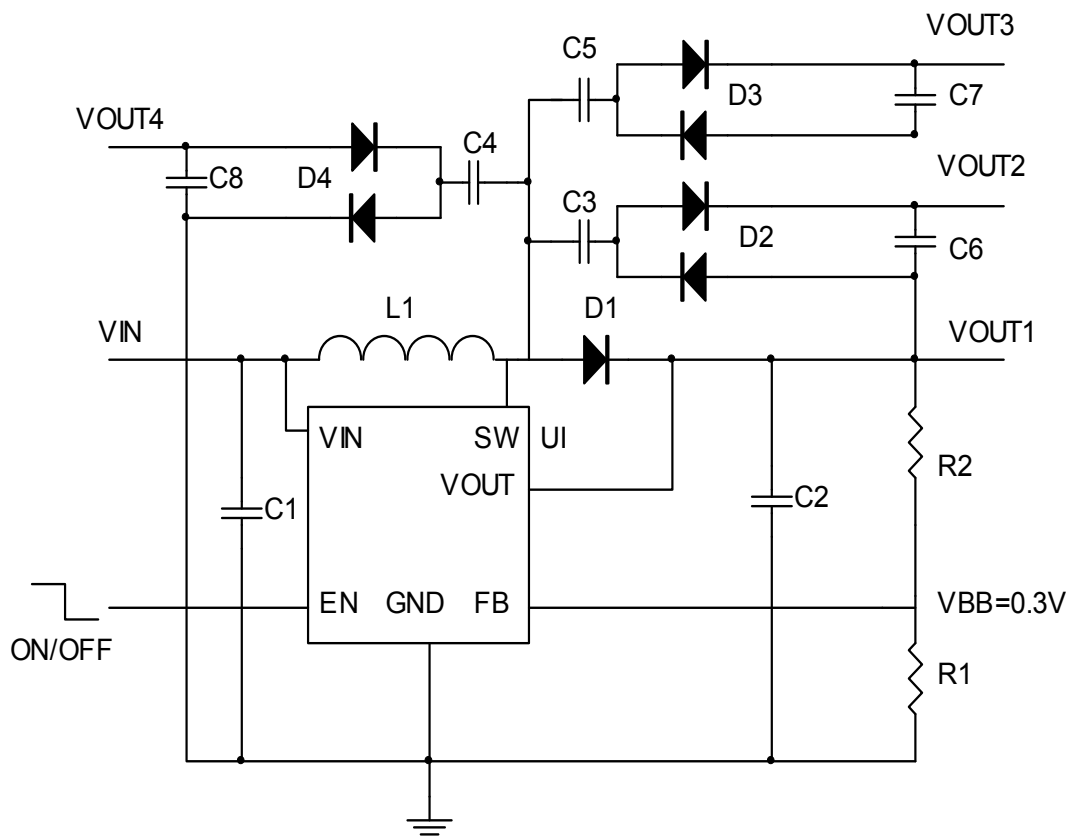 VOUT3
C5
D3
C7
VOUT4
C4
C8
D4
VOUT2
C3
D2
C6
L1
D1
VIN
VOUT1
VIN
SW
UI
VOUT
R2
C1
C2
EN
GND
FB
VBB=0.3V
ON/OFF
R1